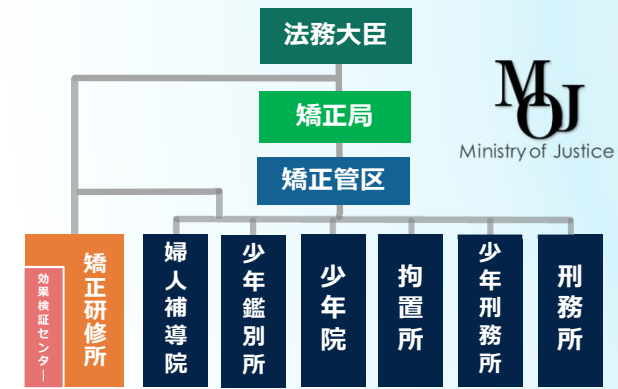 法務大臣
矯正局
MOJ
Ministry of Justice
矯正管区
矯正研修所
効果検証センター
婦人補導院
少年鑑別所
少年院
拘置所
少年刑務所
刑務所